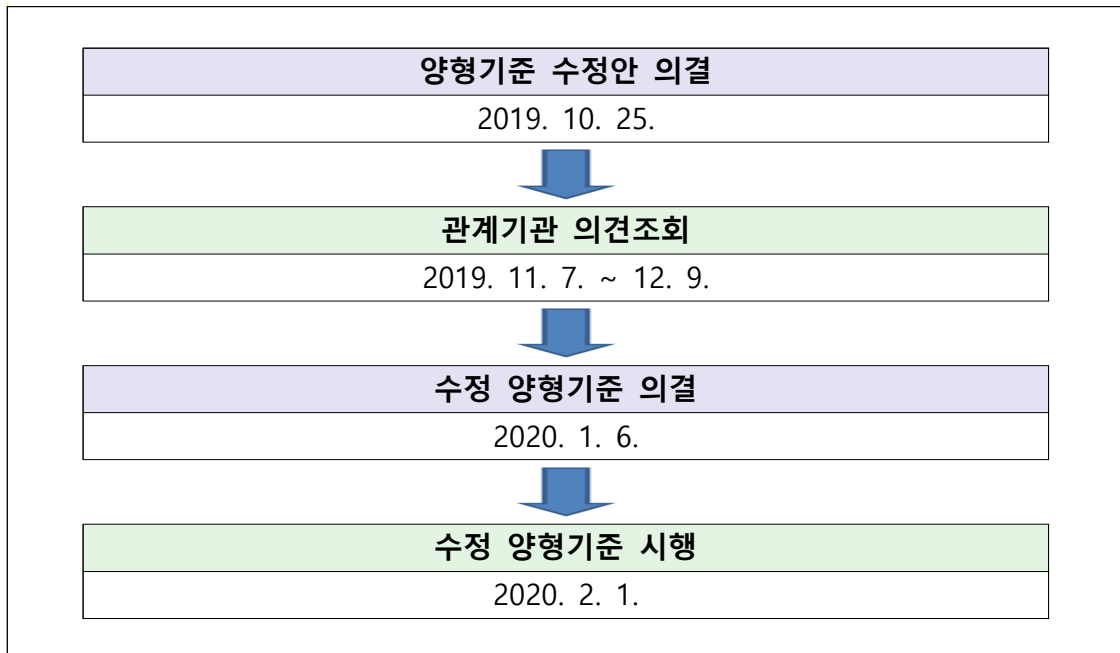 양형기준 수정안 의결
2019. 10. 25.
관계기관 의견조회
2019. 11. 7. ~ 12. 9.
수정 양형기준 의결
2020. 1. 6.
수정 양형기준 시행
2020. 2. 1.